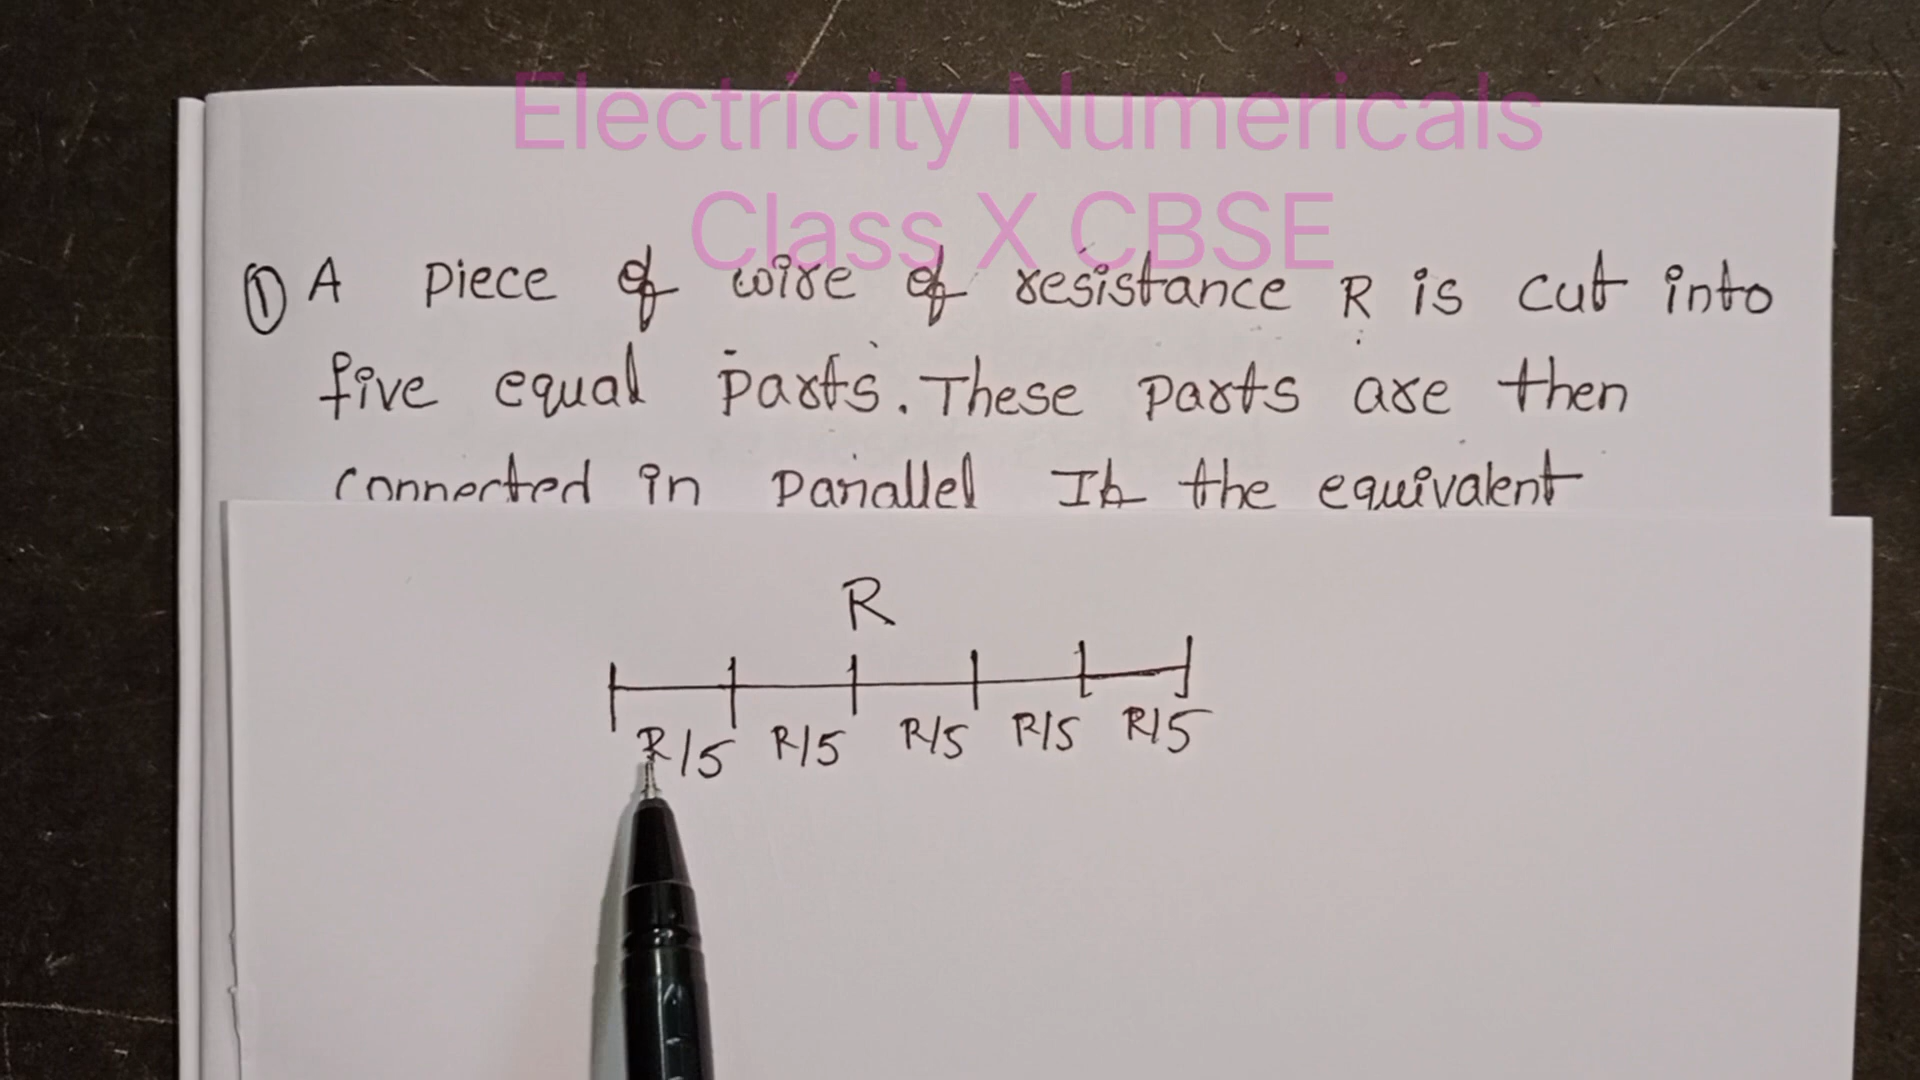 Electricity Numericals
Class X CBSE
① A piece of wire of resistance R is cut into
five equal parts. These parts are then
connected in parallel If the equivalent
R
R/5 R/5 R/5 R/5 R/5